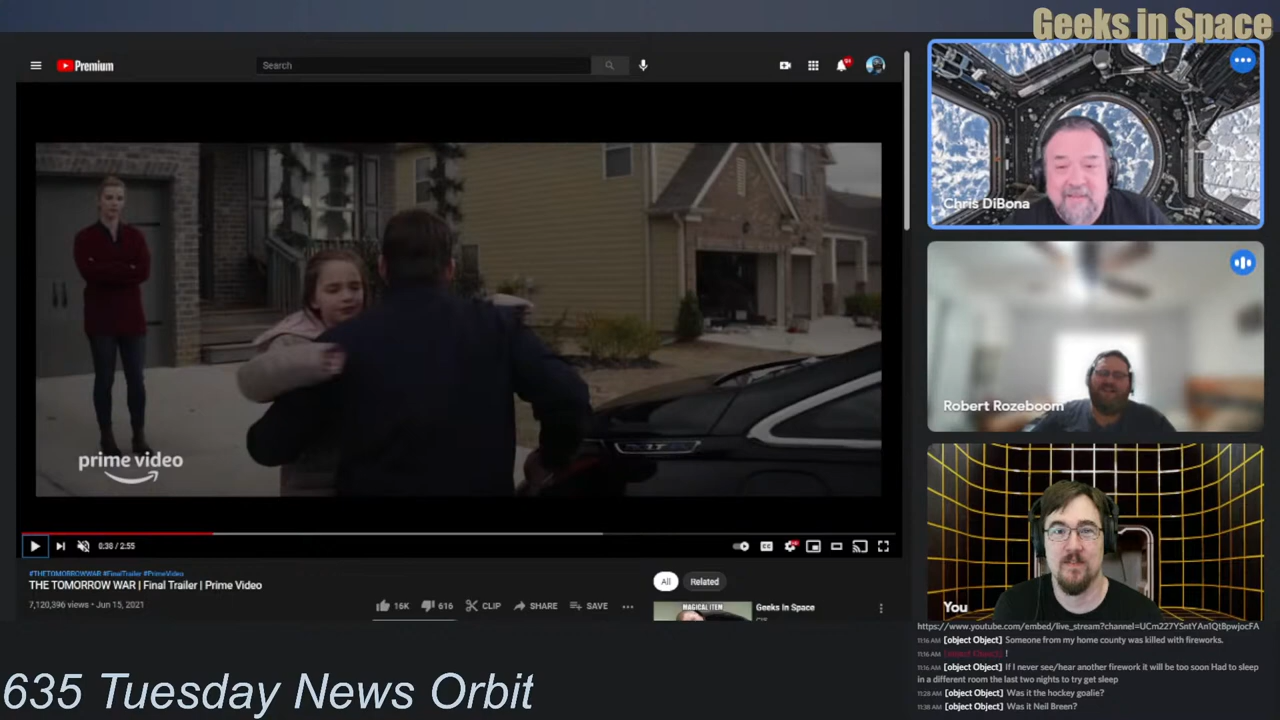 Geeks in Space
Premium
Search
9+
Chris DiBona
prime video
Robert Rozeboom
0:38 / 2:55
CC
#THETOMORROWWAR #FinalTrailer #PrimeVideo
THE TOMORROW WAR | Final Trailer | Prime Video
7,120,396 views • Jun 15, 2021
16K
616
CLIP
SHARE
SAVE
All
Related
MAGICAL ITEM
Geeks In Space
You
https://www.youtube.com/embed/live_stream?channel=UCm227YSntYAn1QtBpwjocFA
11:16 AM [object Object] Someone from my home county was killed with fireworks.
11:16 AM [object Object] !
11:16 AM [object Object] If I never see/hear another firework it will be too soon Had to sleep
in a different room the last two nights to try get sleep
11:28 AM [object Object] Was it the hockey goalie?
11:38 AM [object Object] Was it Neil Breen?
635 Tuesday News Orbit